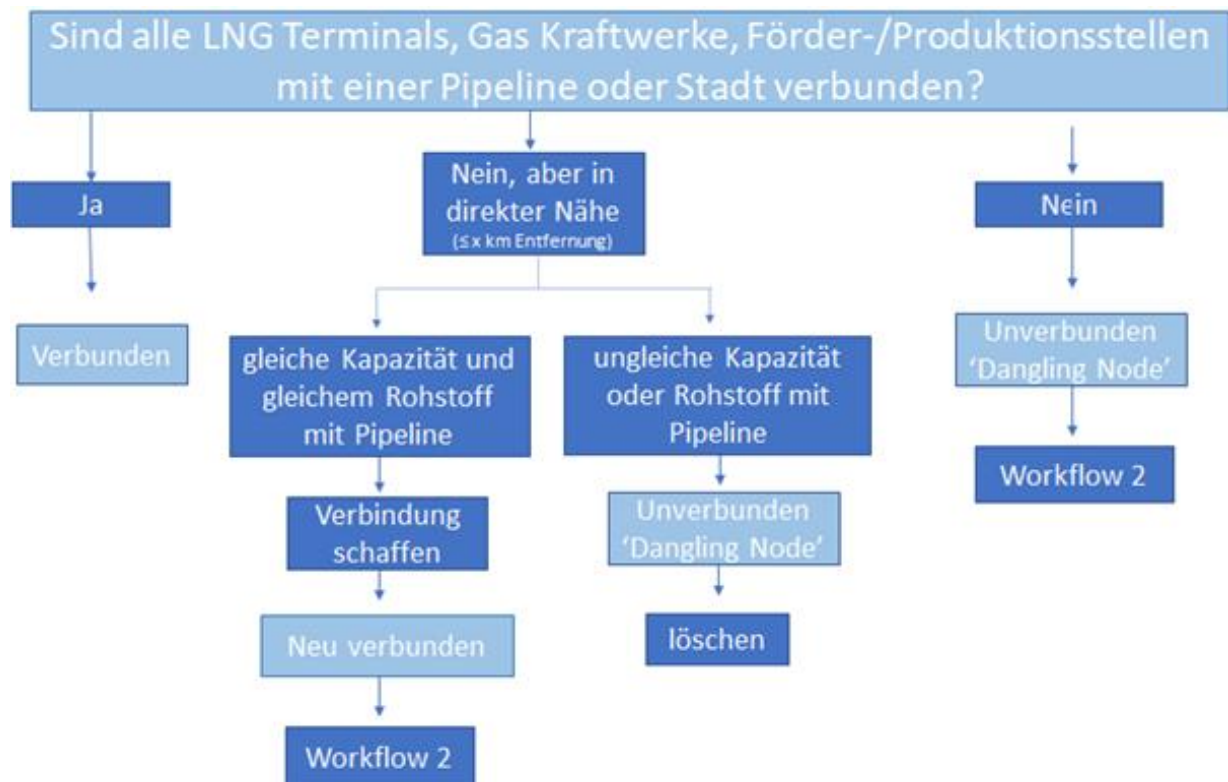 Sind alle LNG Terminals, Gas Kraftwerke, Förder-/Produktionsstellen
mit einer Pipeline oder Stadt verbunden?
Ja
Verbunden
Nein, aber in
direkter Nähe
(≤x km Entfernung)
gleiche Kapazität und
gleichem Rohstoff
mit Pipeline
Verbindung
schaffen
Neu verbunden
Workflow 2
ungleiche Kapazität
oder Rohstoff mit
Pipeline
Unverbunden
‘Dangling Node’
löschen
Nein
Unverbunden
‘Dangling Node’
Workflow 2